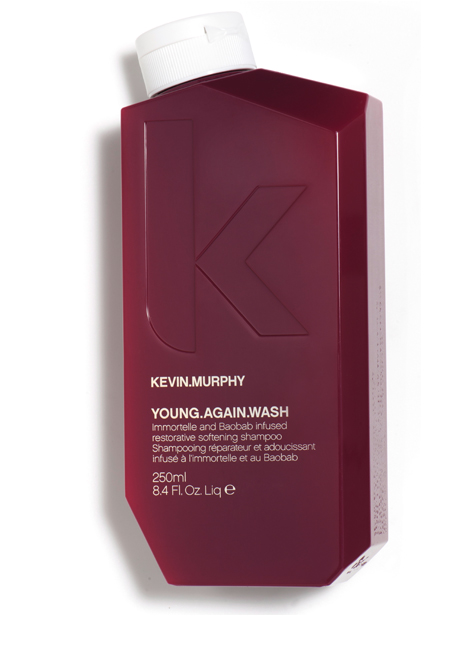 KEVIN.MURPHY
YOUNG.AGAIN.WASH
Immortelle and Baobab infused
restorative softening shampoo
Shampooing réparateur et adoucissant
infusé à l'immortelle et au Baobab
250ml
8.4 Fl. Oz. Liq ℮